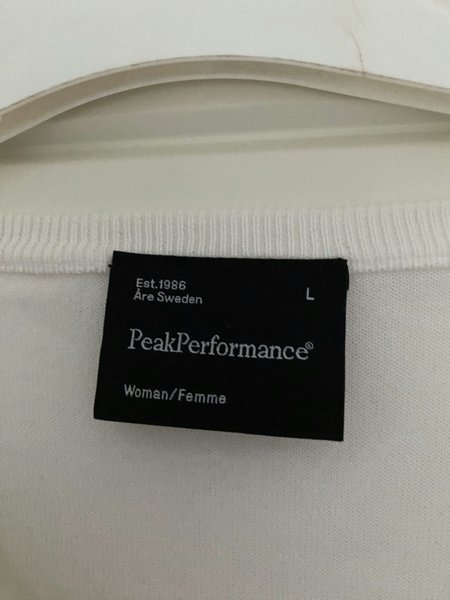 Est.1986
Åre Sweden
L
PeakPerformance®
Woman/Femme